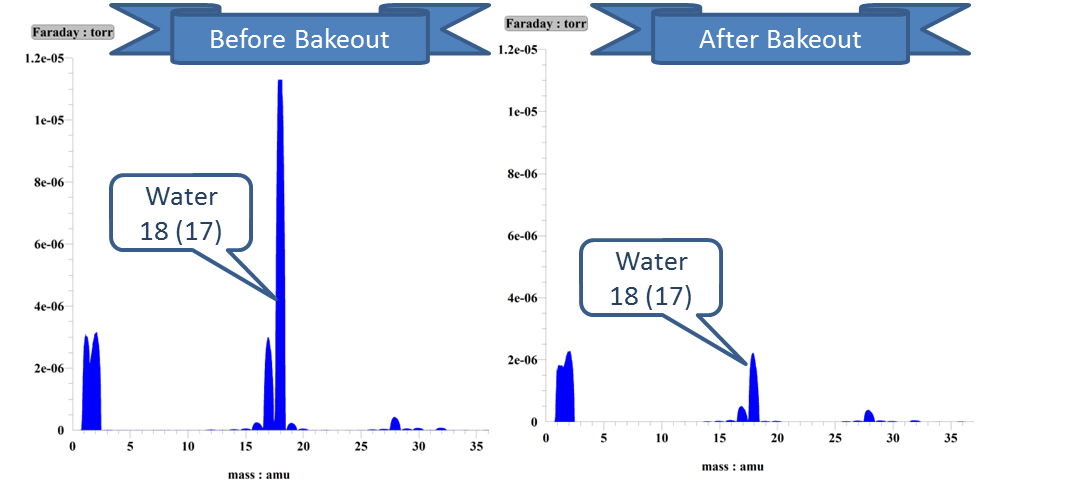 Faraday : torr
Before Bakeout
1.2e-05
1e-05
8e-06
6e-06
4e-06
2e-06
0
Water
18 (17)
0
5
10
15
20
25
30
35
mass : amu
Faraday : torr
After Bakeout
1.2e-05
1e-05
8e-06
6e-06
4e-06
2e-06
0
Water
18 (17)
0
5
10
15
20
25
30
35
mass : amu